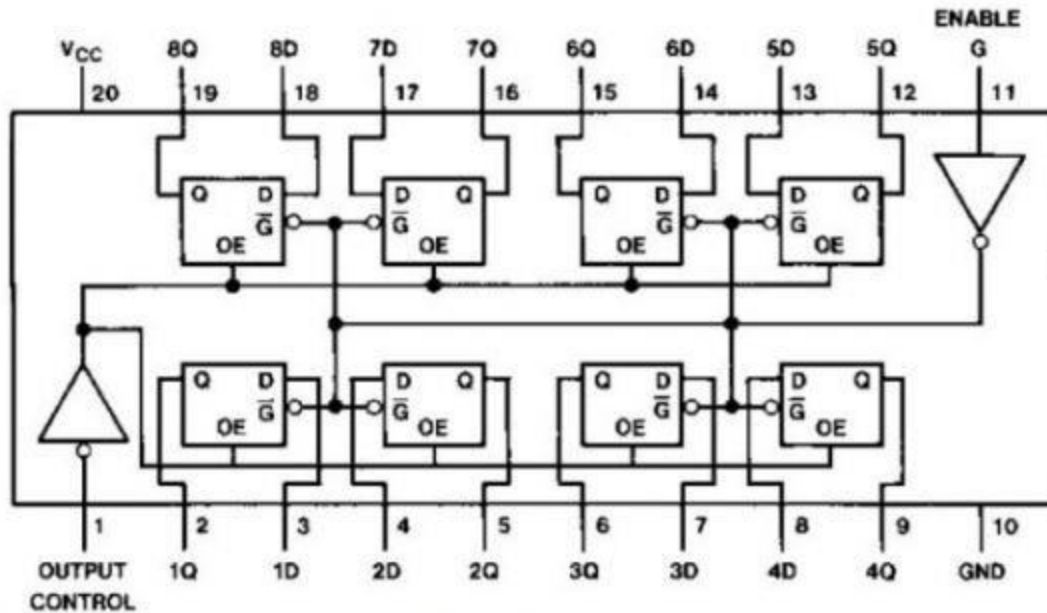 ENABLE
V_CC 8Q 8D 7D 7Q 6Q 6D 5D 5Q G
20 19 18 17 16 15 14 13 12 11
Q D D Q Q D D Q
G̅ G̅ G̅ G̅
OE OE OE OE
Q D D Q Q D D Q
G̅ G̅ G̅ G̅
OE OE OE OE
1 2 3 4 5 6 7 8 9 10
OUTPUT 1Q 1D 2D 2Q 3Q 3D 4D 4Q GND
CONTROL